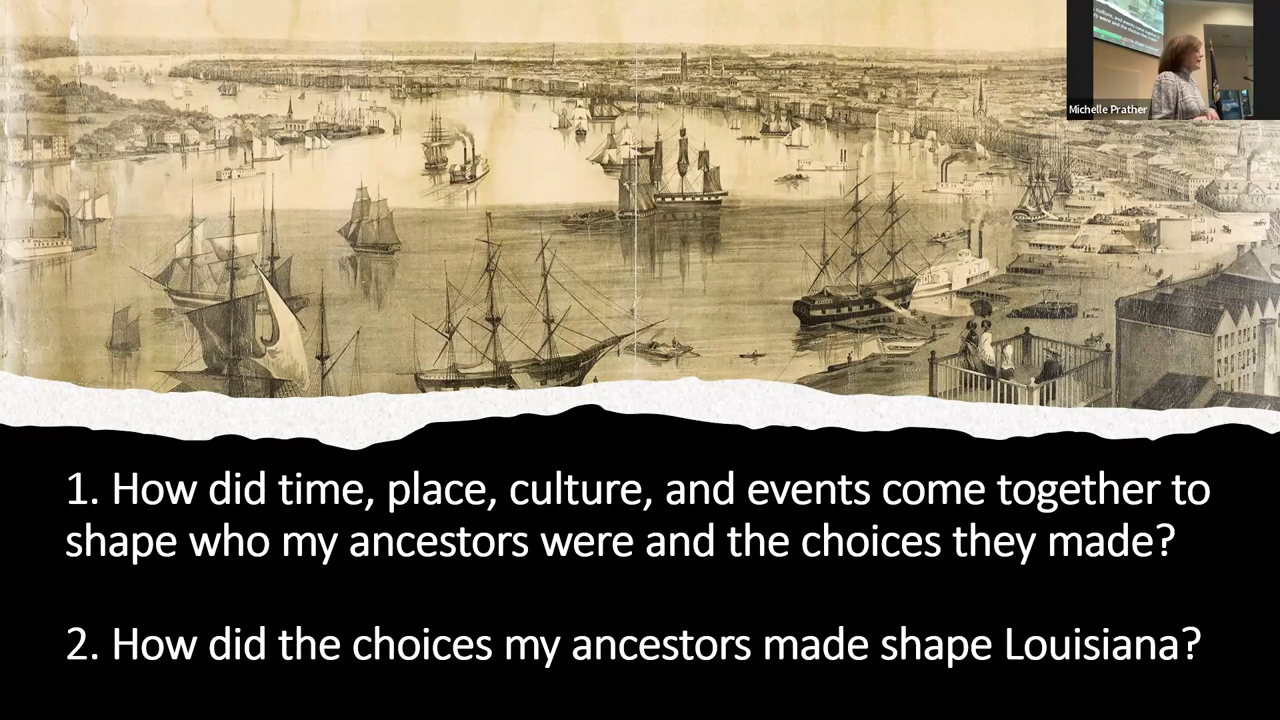 Michelle Prather
1. How did time, place, culture, and events come together to
shape who my ancestors were and the choices they made?
2. How did the choices my ancestors made shape Louisiana?